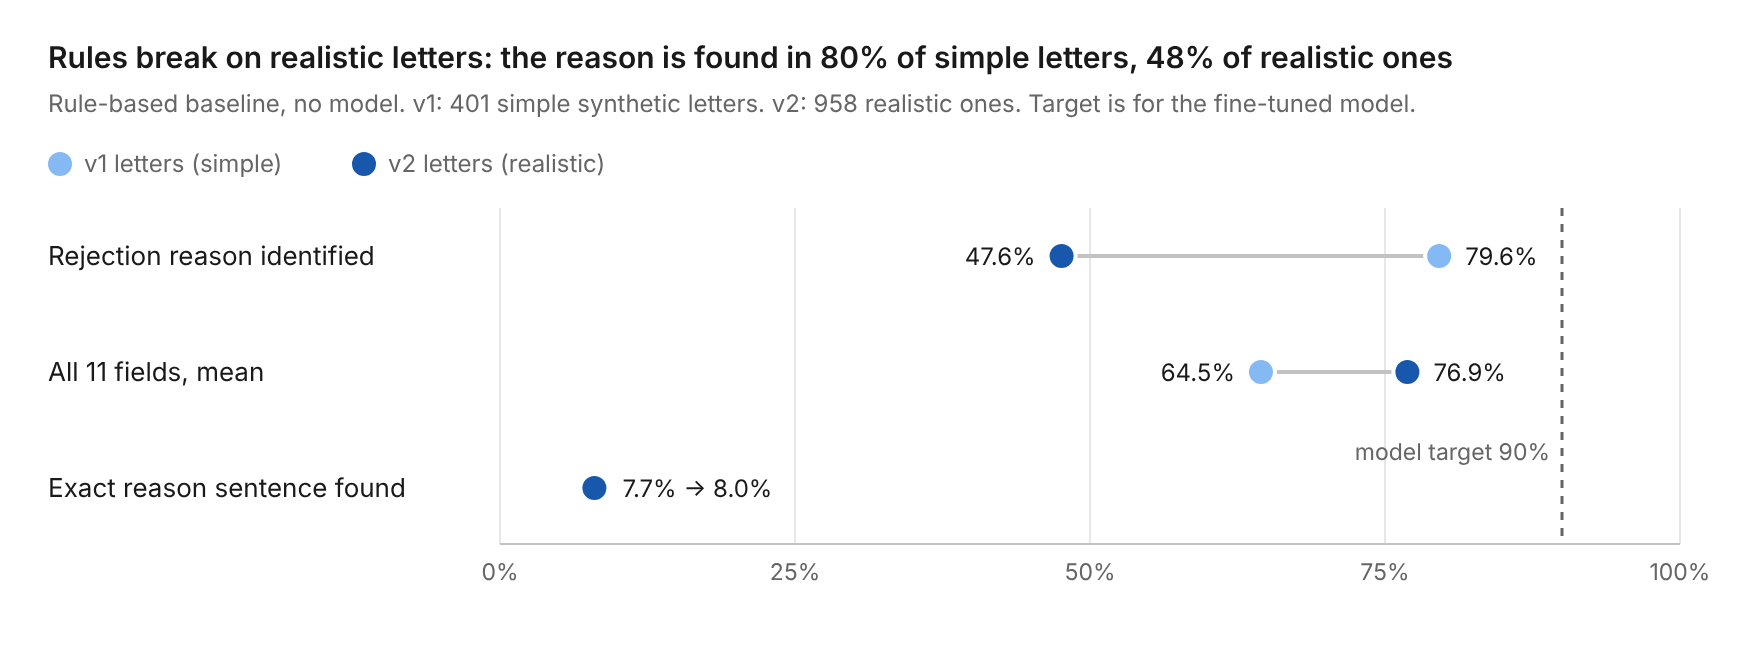 Rules break on realistic letters: the reason is found in 80% of simple letters, 48% of realistic ones
Rule-based baseline, no model. v1: 401 simple synthetic letters. v2: 958 realistic ones. Target is for the fine-tuned model.
v1 letters (simple) v2 letters (realistic)
Rejection reason identified 47.6% 79.6%
All 11 fields, mean 64.5% 76.9%
model target 90%
Exact reason sentence found 7.7% → 8.0%
0% 25% 50% 75% 100%